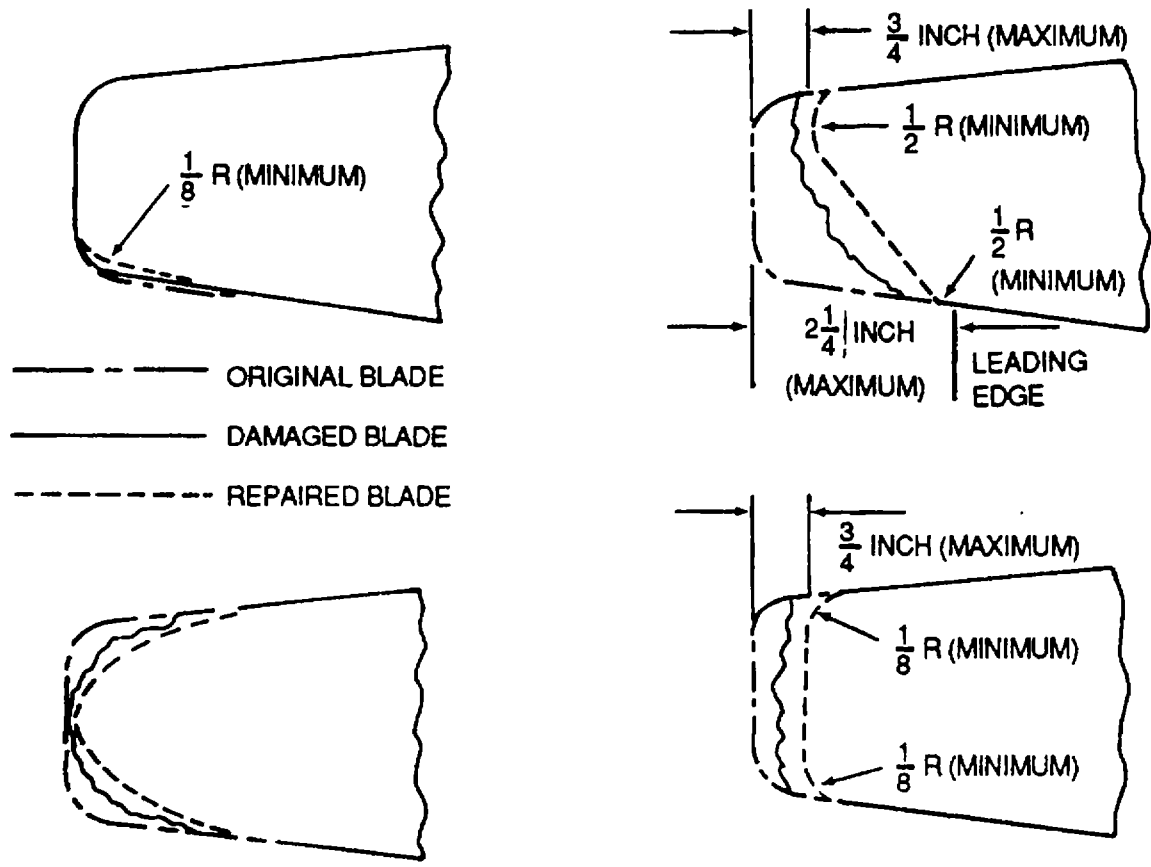 1/8 R (MINIMUM)
ORIGINAL BLADE
DAMAGED BLADE
REPAIRED BLADE
3/4 INCH (MAXIMUM)
1/2 R (MINIMUM)
1/2 R
(MINIMUM)
2 1/4 INCH
(MAXIMUM)
LEADING
EDGE
3/4 INCH (MAXIMUM)
1/8 R (MINIMUM)
1/8 R (MINIMUM)